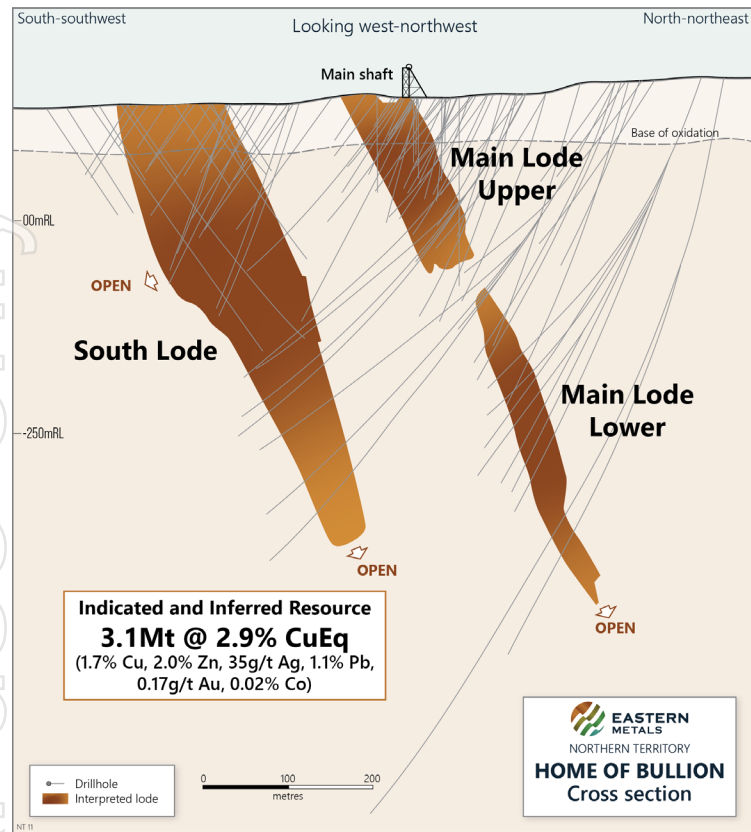 South-southwest
Looking west-northwest
North-northeast
Main shaft
Base of oxidation
Main Lode
Upper
00mRL
OPEN
South Lode
Main Lode
Lower
-250mRL
OPEN
OPEN
Indicated and Inferred Resource
3.1Mt @ 2.9% CuEq
(1.7% Cu, 2.0% Zn, 35g/t Ag, 1.1% Pb,
0.17g/t Au, 0.02% Co)
EASTERN
METALS
NORTHERN TERRITORY
HOME OF BULLION
Cross section
Drillhole
Interpreted lode
0 100 200
metres
NT 11